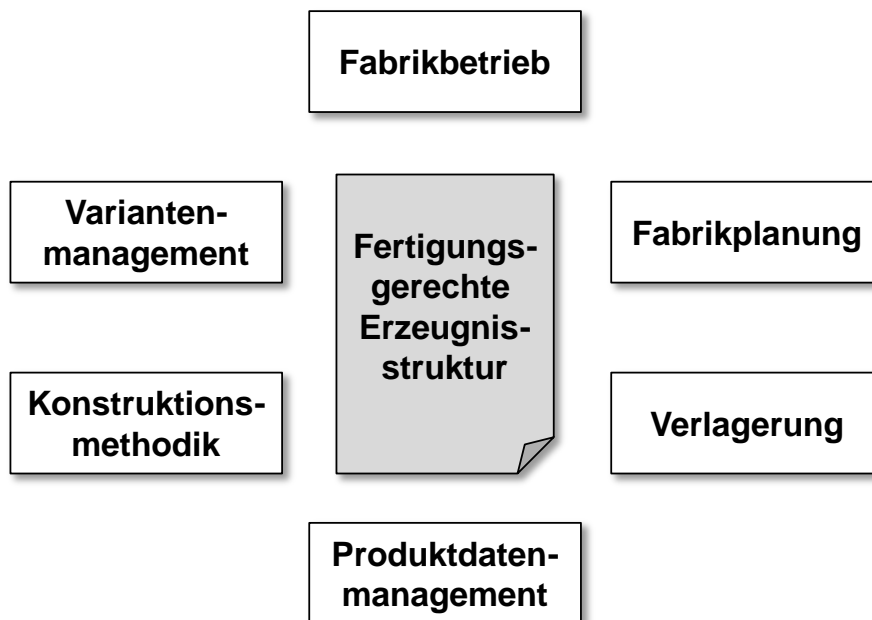 Fabrikbetrieb
Varianten-
management
Fertigungs-
gerechte
Erzeugnis-
struktur
Fabrikplanung
Konstruktions-
methodik
Verlagerung
Produktdaten-
management